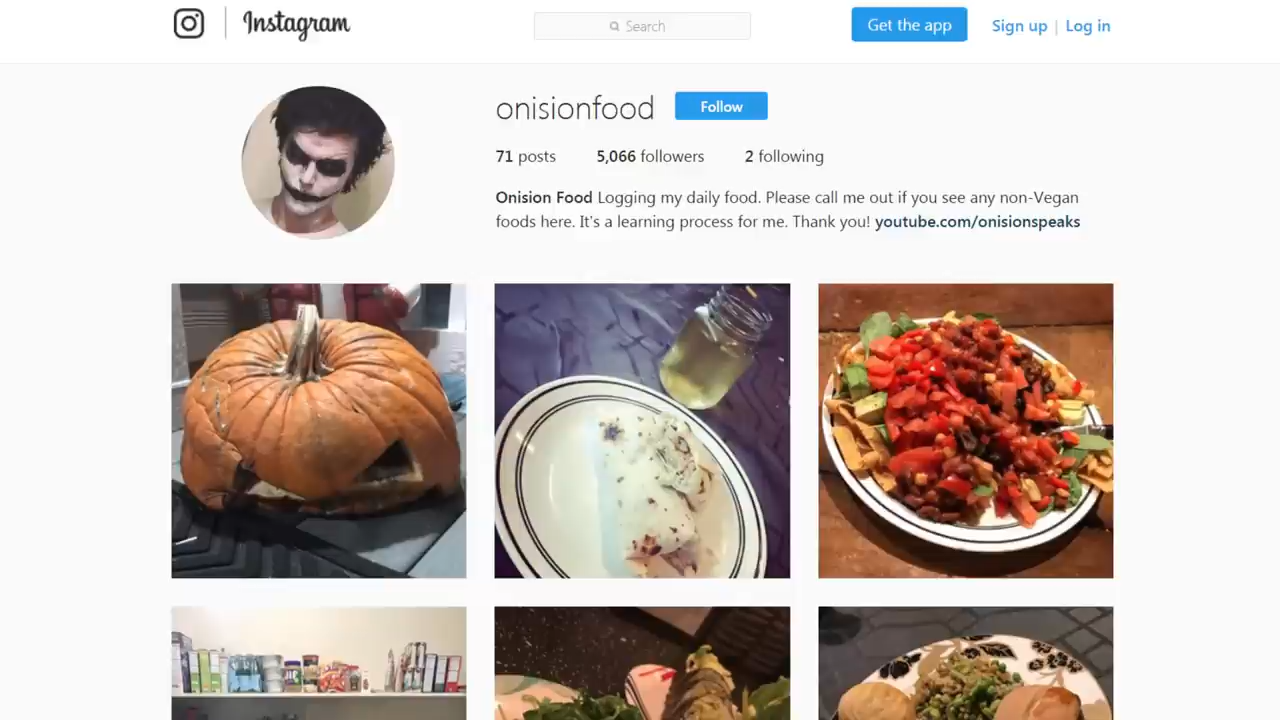 Instagram
Search
Get the app
Sign up | Log in
onisionfood
Follow
71 posts
5,066 followers
2 following
Onision Food Logging my daily food. Please call me out if you see any non-Vegan
foods here. It's a learning process for me. Thank you! youtube.com/onisionspeaks